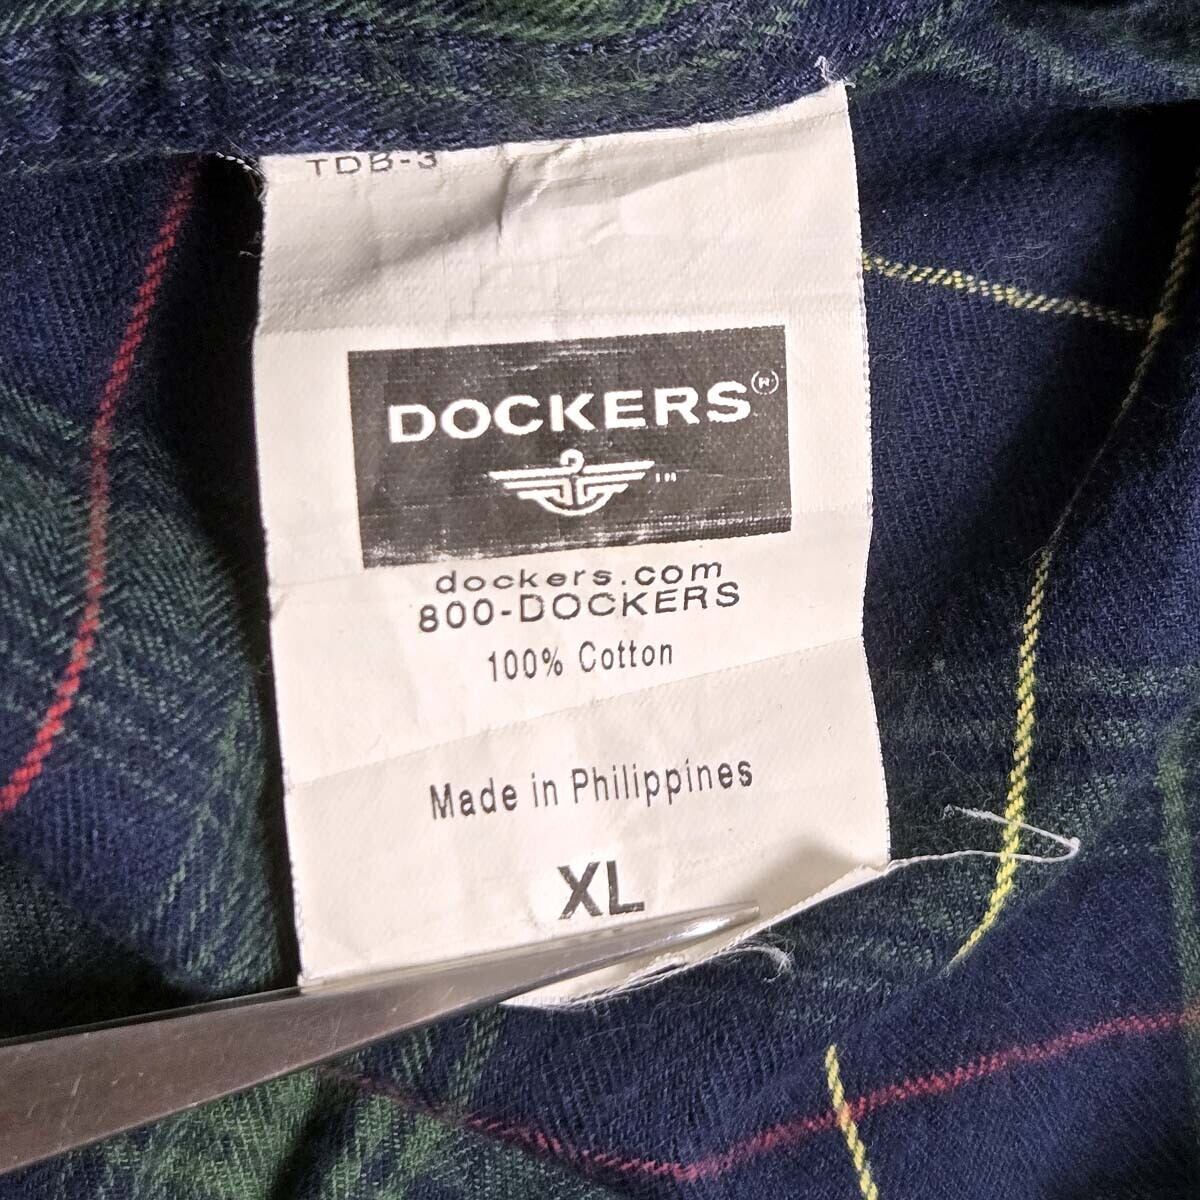 TDB-3
DOCKERS®
TM
dockers.com
800-DOCKERS
100% Cotton
Made in Philippines
XL